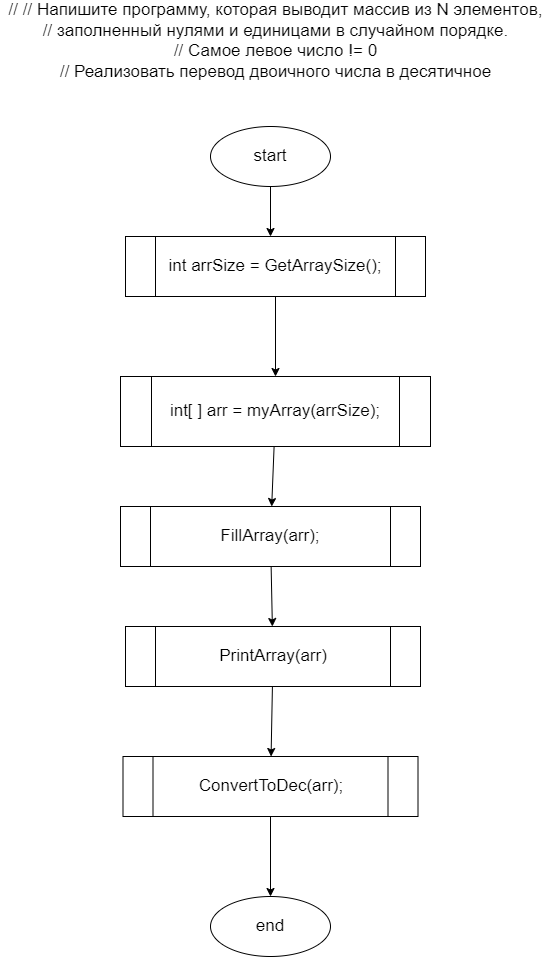 // // Напишите программу, которая выводит массив из N элементов,
// заполненный нулями и единицами в случайном порядке.
// Самое левое число != 0
// Реализовать перевод двоичного числа в десятичное
start
int arrSize = GetArraySize();
int[ ] arr = myArray(arrSize);
FillArray(arr);
PrintArray(arr)
ConvertToDec(arr);
end